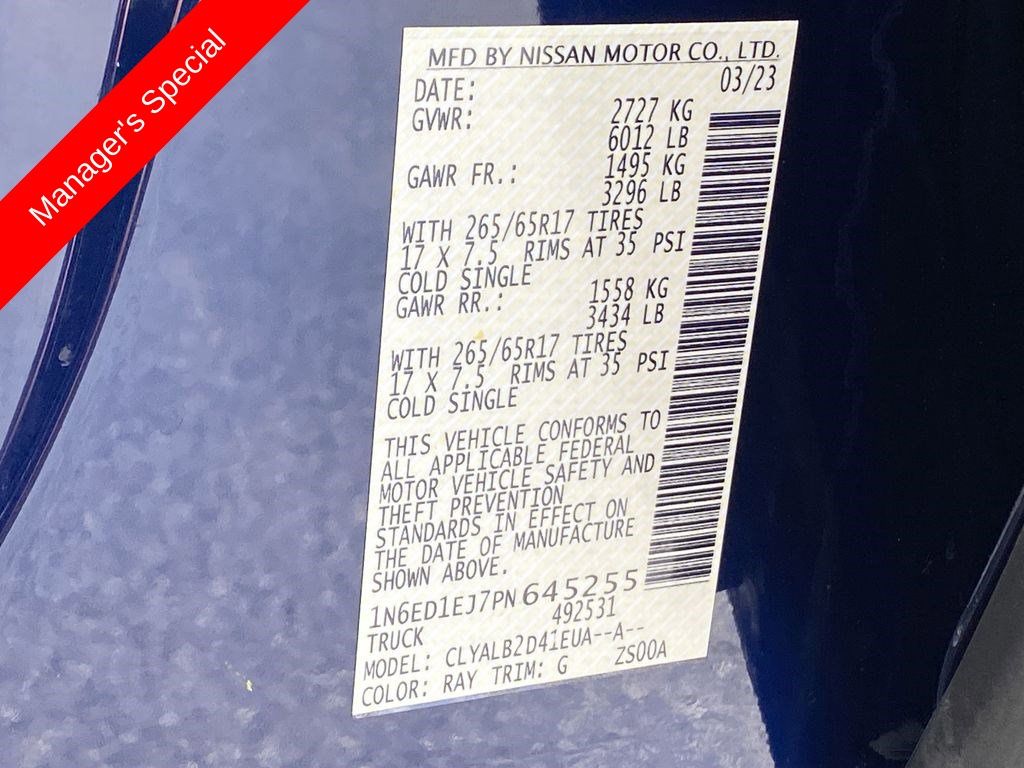 Manager's Special
MFD BY NISSAN MOTOR CO., LTD.
DATE: 03/23
GVWR: 2727 KG
6012 LB
GAWR FR.: 1495 KG
3296 LB
WITH 265/65R17 TIRES
17 X 7.5 RIMS AT 35 PSI
COLD SINGLE
GAWR RR.: 1558 KG
3434 LB
WITH 265/65R17 TIRES
17 X 7.5 RIMS AT 35 PSI
COLD SINGLE
THIS VEHICLE CONFORMS TO
ALL APPLICABLE FEDERAL
MOTOR VEHICLE SAFETY AND
THEFT PREVENTION
STANDARDS IN EFFECT ON
THE DATE OF MANUFACTURE
SHOWN ABOVE.
1N6ED1EJ7PN645255
TRUCK 492531
MODEL: CLYALB2D41EUA--A--
COLOR: RAY TRIM: G ZS00A